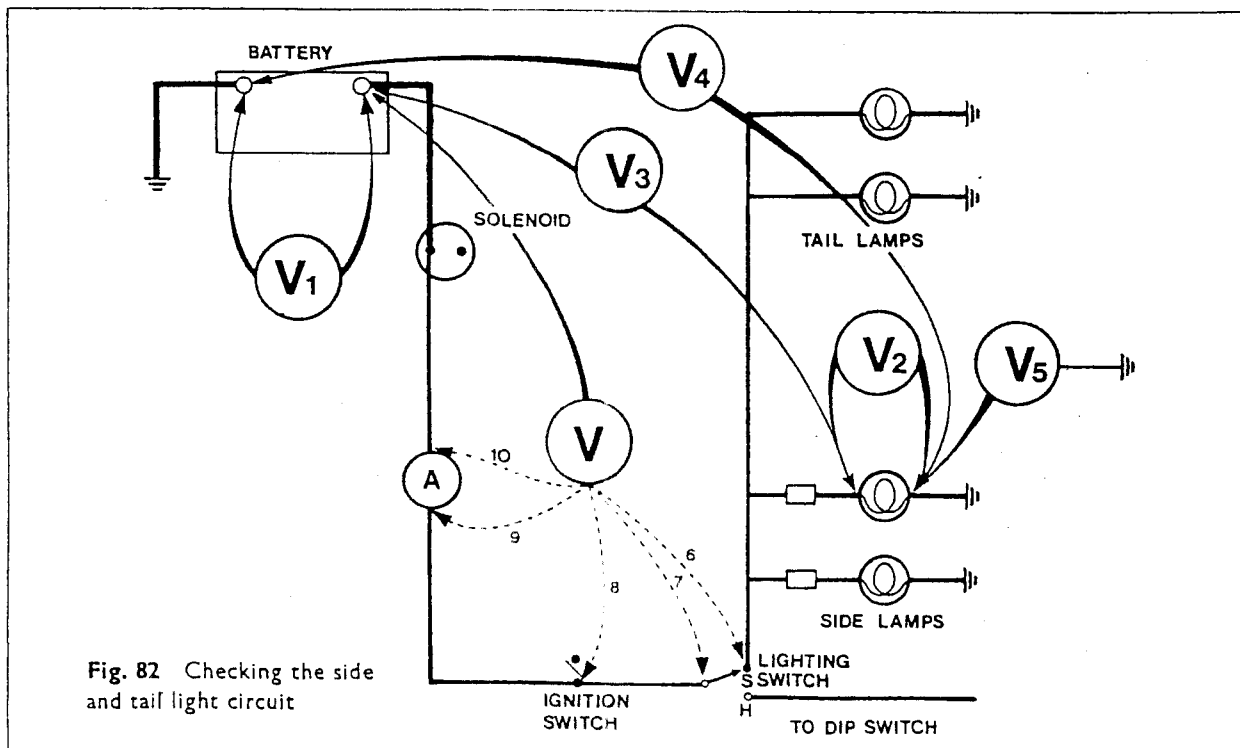 BATTERY
V4
V3
SOLENOID
TAIL LAMPS
V1
V2
V5
V
10
A
9
6
7
8
SIDE LAMPS
Fig. 82 Checking the side
and tail light circuit
LIGHTING
S SWITCH
IGNITION
SWITCH
H
TO DIP SWITCH